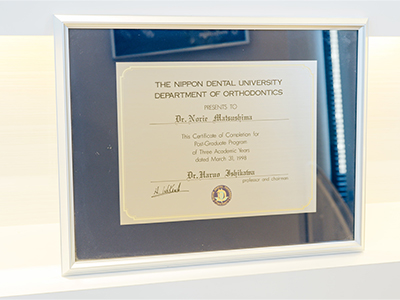 THE NIPPON DENTAL UNIVERSITY
DEPARTMENT OF ORTHODONTICS
PRESENTS TO
Dr. Norie Matsushima
This Certificate of Completion for
Post-Graduate Program
of Three Academic Years
dated March 31, 1998
Dr. Haruo Ishikawa
professor and chairman